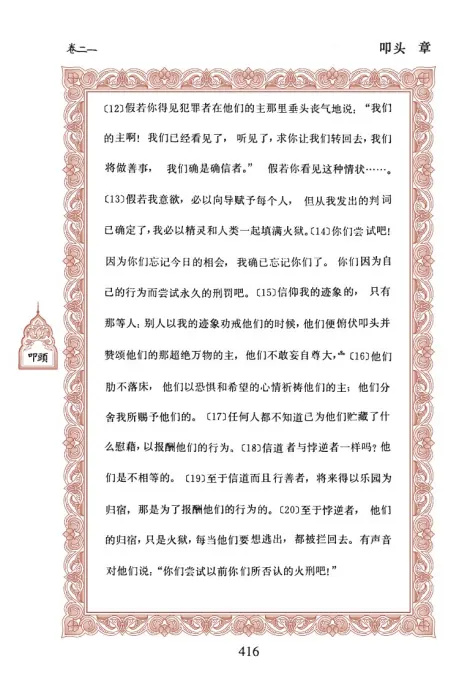 卷二一
叩头 章
〔12〕假若你得见犯罪者在他们的主那里垂头丧气地说：“我们
的主啊！我们已经看见了，听见了，求你让我们转回去，我们
将做善事，我们确是确信者。” 假若你看见这种情状……。
〔13〕假若我意欲，必以向导赋予每个人，但从我发出的判词
已确定了，我必以精灵和人类一起填满火狱。〔14〕你们尝试吧！
因为你们忘记今日的相会，我确已忘记你们了。你们因为自
己的行为而尝试永久的刑罚吧。〔15〕信仰我的迹象的，只有
那等人；别人以我的迹象劝戒他们的时候，他们便俯伏叩头并
赞颂他们的那超绝万物的主，他们不敢妄自尊大，〔16〕他们
肋不落床，他们以恐惧和希望的心情祈祷他们的主；他们分
舍我所赐予他们的。〔17〕任何人都不知道已为他们贮藏了什
么慰藉，以报酬他们的行为。〔18〕信道者与悖逆者一样吗？他
们是不相等的。〔19〕至于信道而且行善者，将来得以乐园为
归宿，那是为了报酬他们的行为的。〔20〕至于悖逆者，他们
的归宿，只是火狱，每当他们要想逃出，都被拦回去。有声音
对他们说：“你们尝试以前你们所否认的火刑吧！”
叩頭
416